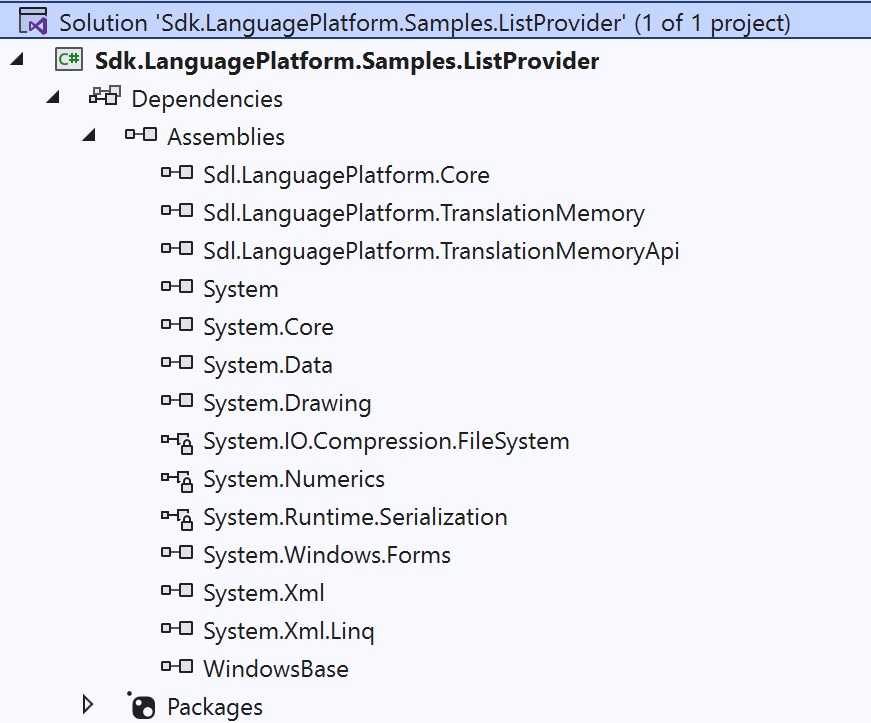 Solution 'Sdk.LanguagePlatform.Samples.ListProvider' (1 of 1 project)
C# Sdk.LanguagePlatform.Samples.ListProvider
Dependencies
Assemblies
Sdl.LanguagePlatform.Core
Sdl.LanguagePlatform.TranslationMemory
Sdl.LanguagePlatform.TranslationMemoryApi
System
System.Core
System.Data
System.Drawing
System.IO.Compression.FileSystem
System.Numerics
System.Runtime.Serialization
System.Windows.Forms
System.Xml
System.Xml.Linq
WindowsBase
Packages